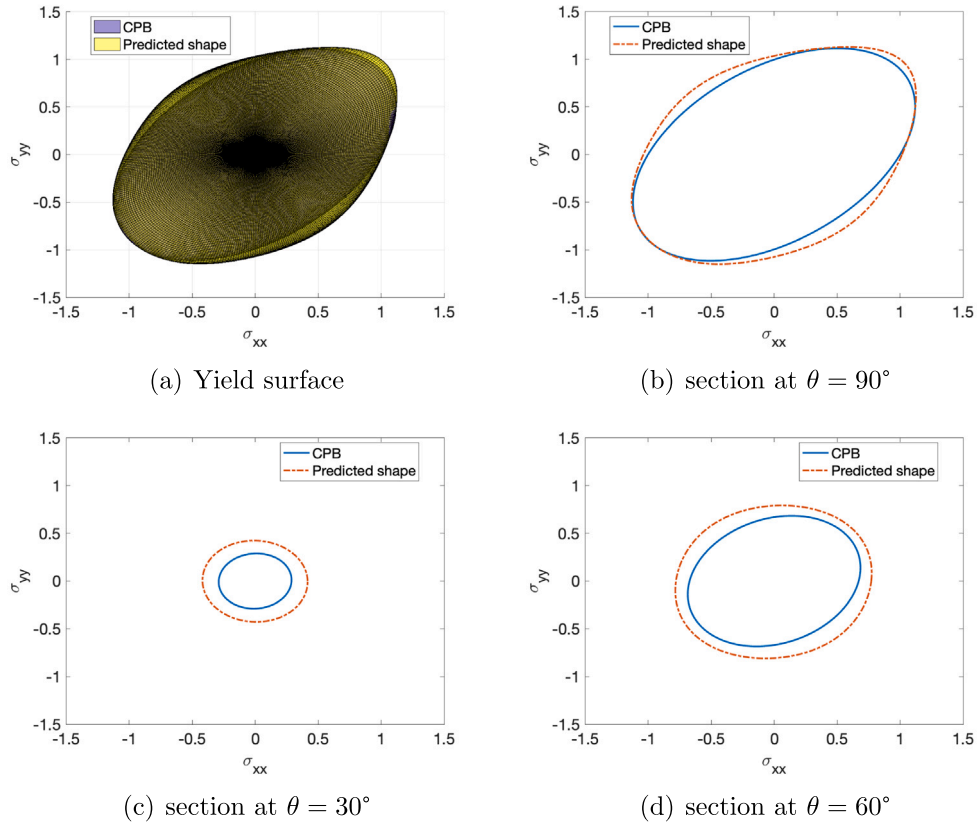 1.5
1
0.5
0
-0.5
-1
-1.5
σyy
CPB
Predicted shape
-1.5 -1 -0.5 0 0.5 1 1.5
σxx
(a) Yield surface
1.5
1
0.5
0
-0.5
-1
-1.5
σyy
CPB
Predicted shape
-1.5 -1 -0.5 0 0.5 1 1.5
σxx
(b) section at θ = 90°
1.5
1
0.5
0
-0.5
-1
-1.5
σyy
CPB
Predicted shape
-1.5 -1 -0.5 0 0.5 1 1.5
σxx
(c) section at θ = 30°
1.5
1
0.5
0
-0.5
-1
-1.5
σyy
CPB
Predicted shape
-1.5 -1 -0.5 0 0.5 1 1.5
σxx
(d) section at θ = 60°